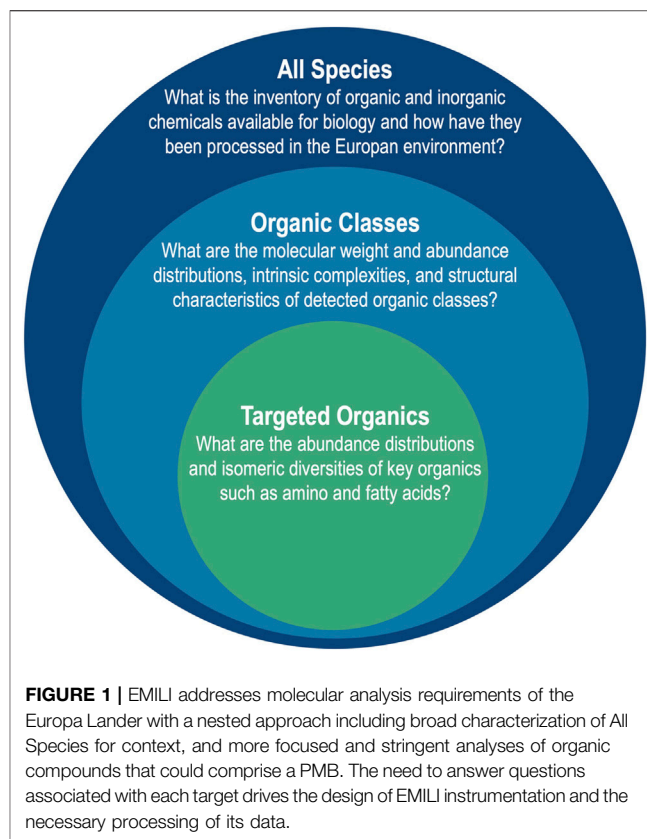 All Species
What is the inventory of organic and inorganic
chemicals available for biology and how have they
been processed in the Europan environment?
Organic Classes
What are the molecular weight and abundance
distributions, intrinsic complexities, and structural
characteristics of detected organic classes?
Targeted Organics
What are the abundance distributions
and isomeric diversities of key organics
such as amino and fatty acids?
FIGURE 1 | EMILI addresses molecular analysis requirements of the
Europa Lander with a nested approach including broad characterization of All
Species for context, and more focused and stringent analyses of organic
compounds that could comprise a PMB. The need to answer questions
associated with each target drives the design of EMILI instrumentation and the
necessary processing of its data.